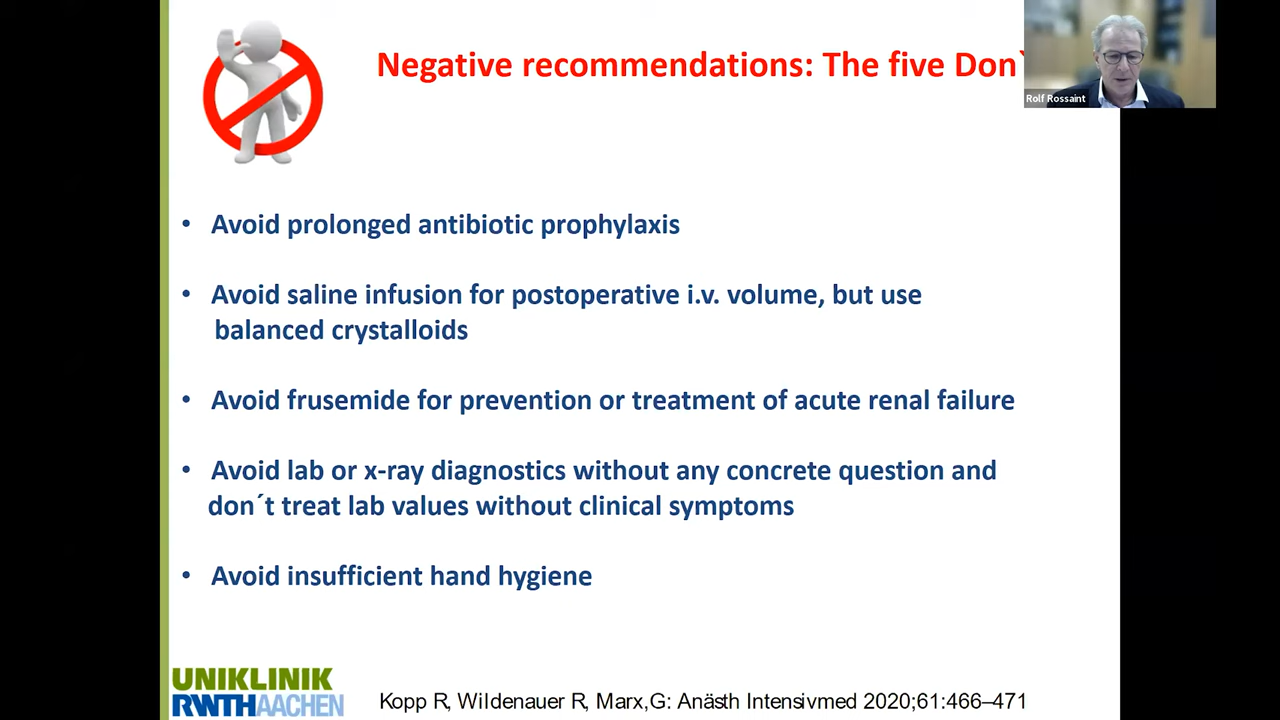 Negative recommendations: The five Don`
Rolf Rossaint
• Avoid prolonged antibiotic prophylaxis
• Avoid saline infusion for postoperative i.v. volume, but use
balanced crystalloids
• Avoid frusemide for prevention or treatment of acute renal failure
• Avoid lab or x-ray diagnostics without any concrete question and
don´t treat lab values without clinical symptoms
• Avoid insufficient hand hygiene
UNIKLINIK
RWTHAACHEN
Kopp R, Wildenauer R, Marx,G: Anästh Intensivmed 2020;61:466–471